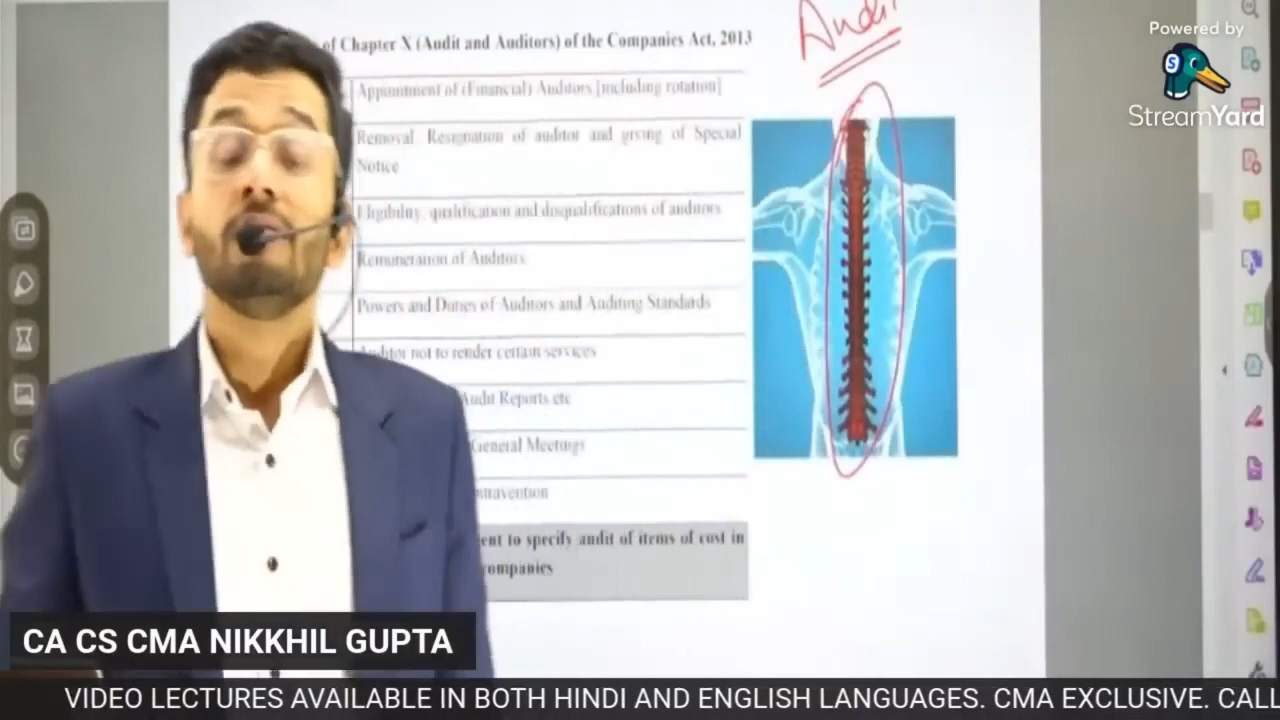 Powered by
StreamYard
Audi
of Chapter X (Audit and Auditors) of the Companies Act, 2013
Appointment of (Financial) Auditors [including rotation]
Removal Resignation of auditor and giving of Special
Notice
Eligibility, qualification and disqualifications of auditors
Remuneration of Auditors
Powers and Duties of Auditors and Auditing Standards
Auditor not to render certain services
Audit Reports etc
General Meetings
ntravention
ent to specify audit of items of cost in
companies
CA CS CMA NIKKHIL GUPTA
VIDEO LECTURES AVAILABLE IN BOTH HINDI AND ENGLISH LANGUAGES. CMA EXCLUSIVE. CALL